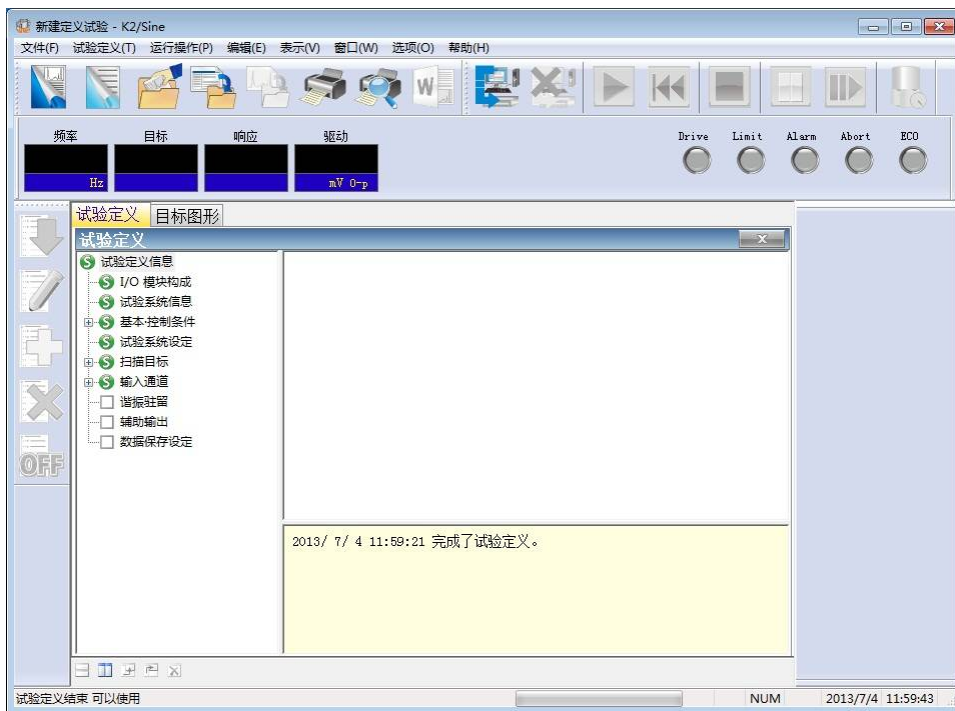 新建定义试验 - K2/Sine
文件(F) 试验定义(T) 运行操作(P) 编辑(E) 表示(V) 窗口(W) 选项(O) 帮助(H)
W
频率 目标 响应 驱动 Drive Limit Alarm Abort ECO
Hz mV 0-p
试验定义 目标图形
试验定义
S 试验定义信息
S I/O 模块构成
S 试验系统信息
S 基本·控制条件
S 试验系统设定
S 扫描目标
S 输入通道
谐振驻留
辅助输出
数据保存设定
OFF
2013/ 7/ 4 11:59:21 完成了试验定义。
试验定义结束 可以使用 NUM 2013/7/4 11:59:43